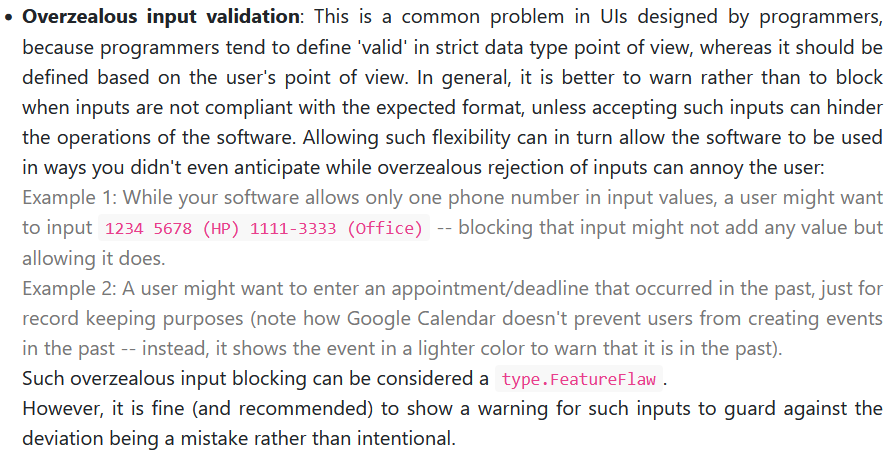 • Overzealous input validation: This is a common problem in UIs designed by programmers,
because programmers tend to define 'valid' in strict data type point of view, whereas it should be
defined based on the user's point of view. In general, it is better to warn rather than to block
when inputs are not compliant with the expected format, unless accepting such inputs can hinder
the operations of the software. Allowing such flexibility can in turn allow the software to be used
in ways you didn't even anticipate while overzealous rejection of inputs can annoy the user:
Example 1: While your software allows only one phone number in input values, a user might want
to input 1234 5678 (HP) 1111-3333 (Office) -- blocking that input might not add any value but
allowing it does.
Example 2: A user might want to enter an appointment/deadline that occurred in the past, just for
record keeping purposes (note how Google Calendar doesn't prevent users from creating events
in the past -- instead, it shows the event in a lighter color to warn that it is in the past).
Such overzealous input blocking can be considered a type.FeatureFlaw.
However, it is fine (and recommended) to show a warning for such inputs to guard against the
deviation being a mistake rather than intentional.